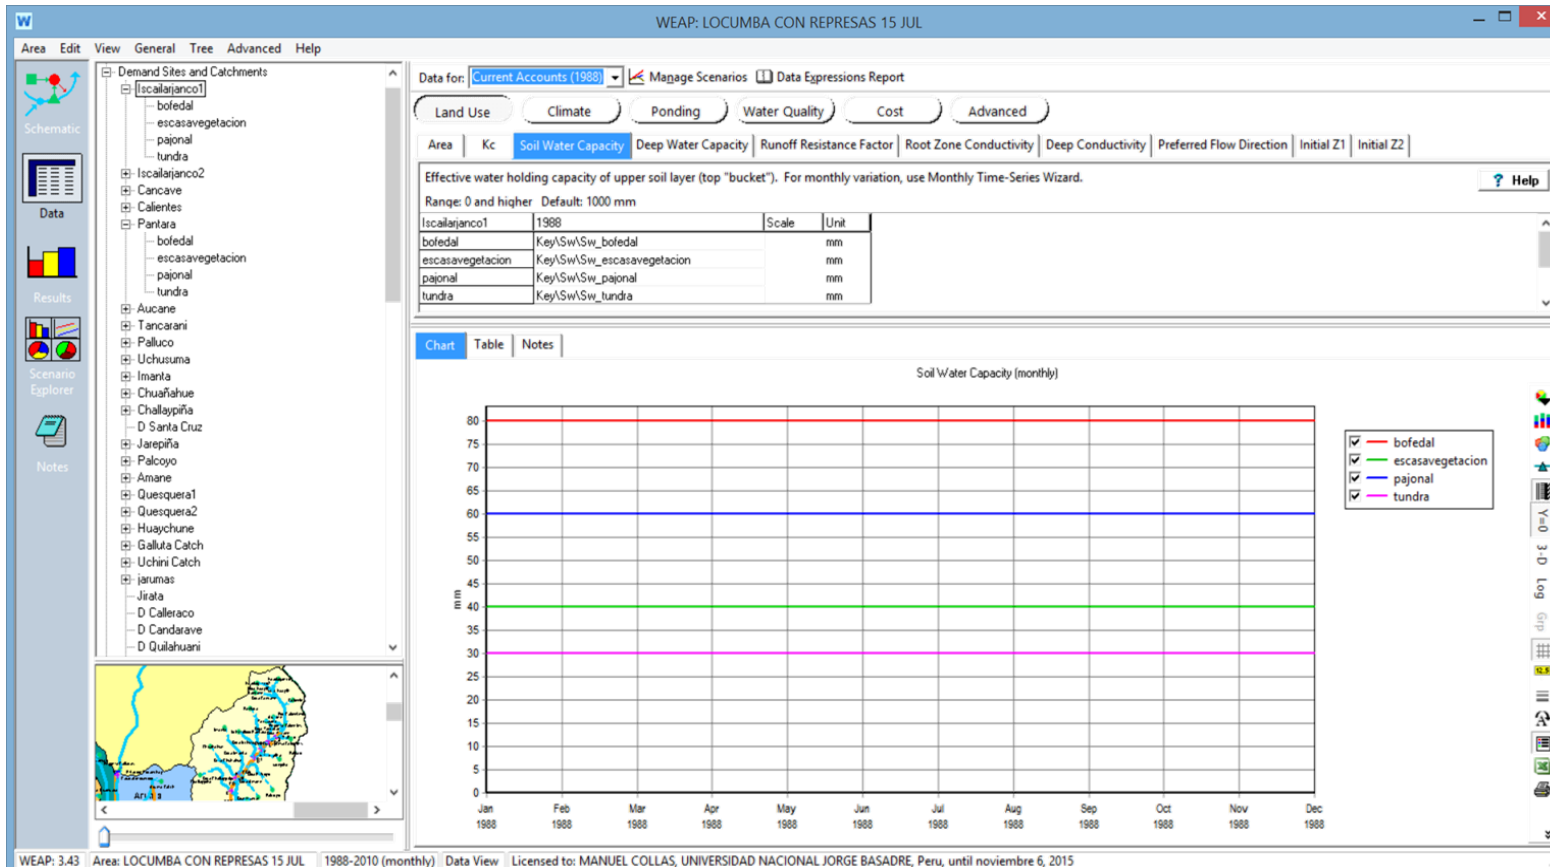 WEAP: LOCUMBA CON REPRESAS 15 JUL
Area Edit View General Tree Advanced Help
Schematic
Data
Results
Scenario
Explorer
Notes
Demand Sites and Catchments
Iscailarjanco1
bofedal
escasavegetacion
pajonal
tundra
Iscailarjanco2
Cancave
Calientes
Pantara
bofedal
escasavegetacion
pajonal
tundra
Aucane
Tancarani
Palluco
Uchusuma
Imanta
Chuañahue
Challaypiña
D Santa Cruz
Jarepiña
Palcoyo
Amane
Quesquera1
Quesquera2
Huaychune
Galluta Catch
Uchini Catch
jarumas
Jirata
D Calleraco
D Candarave
D Quilahuani
Data for: Current Accounts (1988) Manage Scenarios Data Expressions Report
Land Use Climate Ponding Water Quality Cost Advanced
Area Kc Soil Water Capacity Deep Water Capacity Runoff Resistance Factor Root Zone Conductivity Deep Conductivity Preferred Flow Direction Initial Z1 Initial Z2
Effective water holding capacity of upper soil layer (top "bucket"). For monthly variation, use Monthly Time-Series Wizard.
? Help
Range: 0 and higher Default: 1000 mm
Iscailarjanco1 1988 Scale Unit
bofedal Key\Sw\Sw_bofedal mm
escasavegetacion Key\Sw\Sw_escasavegetacion mm
pajonal Key\Sw\Sw_pajonal mm
tundra Key\Sw\Sw_tundra mm
Chart Table Notes
Soil Water Capacity (monthly)
80
75
70
65
60
55
50
45
40
35
30
25
20
15
10
5
0
mm
Jan Feb Mar Apr May Jun Jul Aug Sep Oct Nov Dec
1988 1988 1988 1988 1988 1988 1988 1988 1988 1988 1988 1988
bofedal
escasavegetacion
pajonal
tundra
Y=0
3-D
Log
Grp
12.5
WEAP: 3.43 Area: LOCUMBA CON REPRESAS 15 JUL 1988-2010 (monthly) Data View Licensed to: MANUEL COLLAS, UNIVERSIDAD NACIONAL JORGE BASADRE, Peru, until noviembre 6, 2015